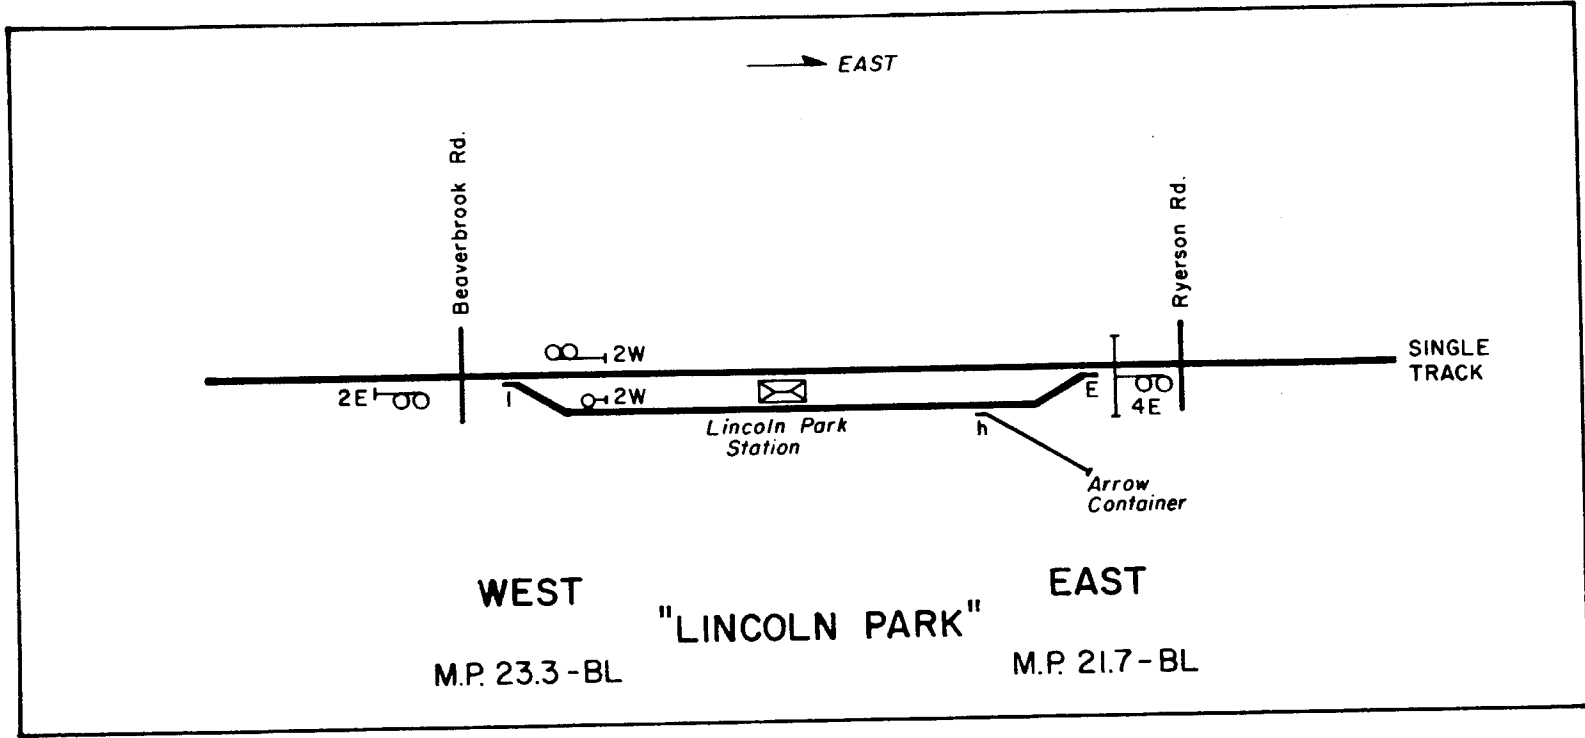 EAST
Beaverbrook Rd.
Ryerson Rd.
2W
SINGLE
TRACK
2E
1
2W
E
4E
Lincoln Park
Station
h
Arrow
Container
WEST
EAST
"LINCOLN PARK"
M.P. 23.3-BL
M.P. 21.7-BL